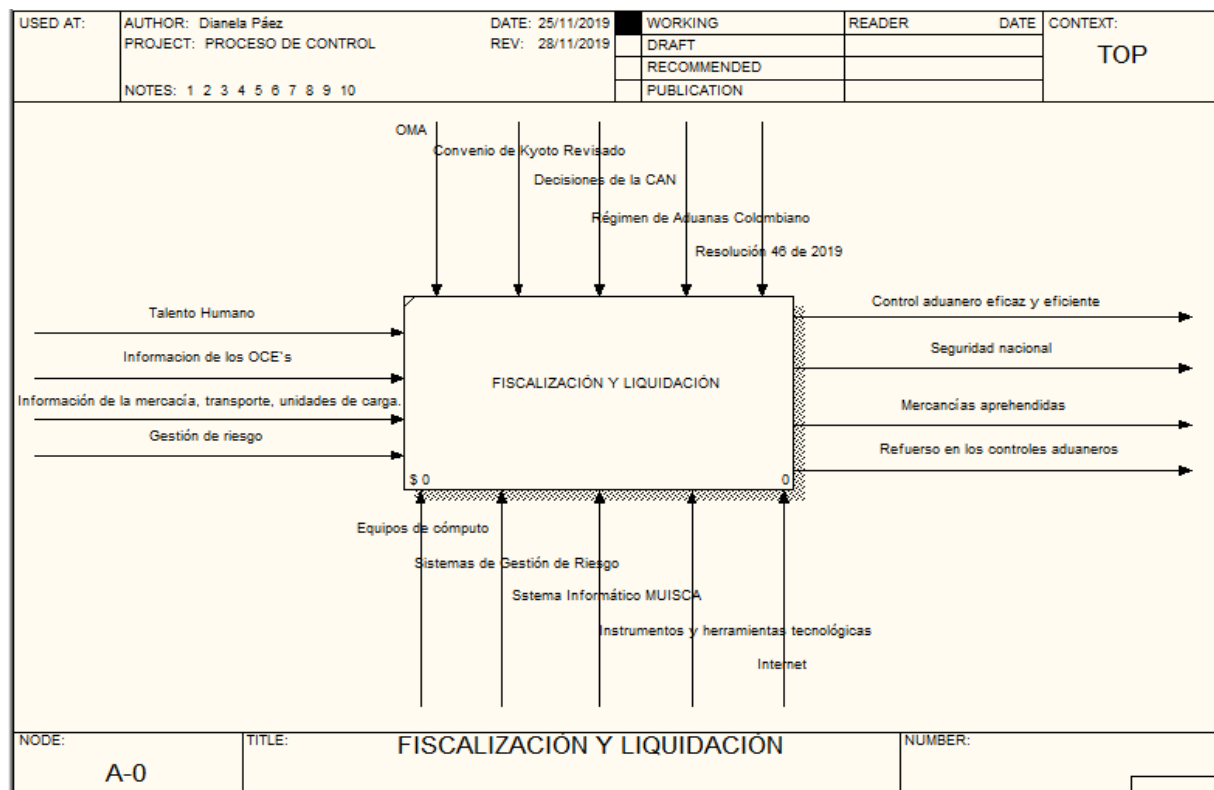 USED AT:
AUTHOR: Dianela Páez
DATE: 25/11/2019
PROJECT: PROCESO DE CONTROL
REV: 28/11/2019
NOTES: 1 2 3 4 5 6 7 8 9 10
WORKING
DRAFT
RECOMMENDED
PUBLICATION
READER
DATE
CONTEXT:
TOP
OMA
Convenio de Kyoto Revisado
Decisiones de la CAN
Régimen de Aduanas Colombiano
Resolución 46 de 2019
Talento Humano
Informacion de los OCE`s
Información de la mercacía, transporte, unidades de carga.
Gestión de riesgo
FISCALIZACIÓN Y LIQUIDACIÓN
$ 0
0
Control aduanero eficaz y eficiente
Seguridad nacional
Mercancías aprehendidas
Refuerso en los controles aduaneros
Equipos de cómputo
Sistemas de Gestión de Riesgo
Sstema Informático MUISCA
Instrumentos y herramientas tecnológicas
Internet
NODE:
A-0
TITLE:
FISCALIZACIÓN Y LIQUIDACIÓN
NUMBER: